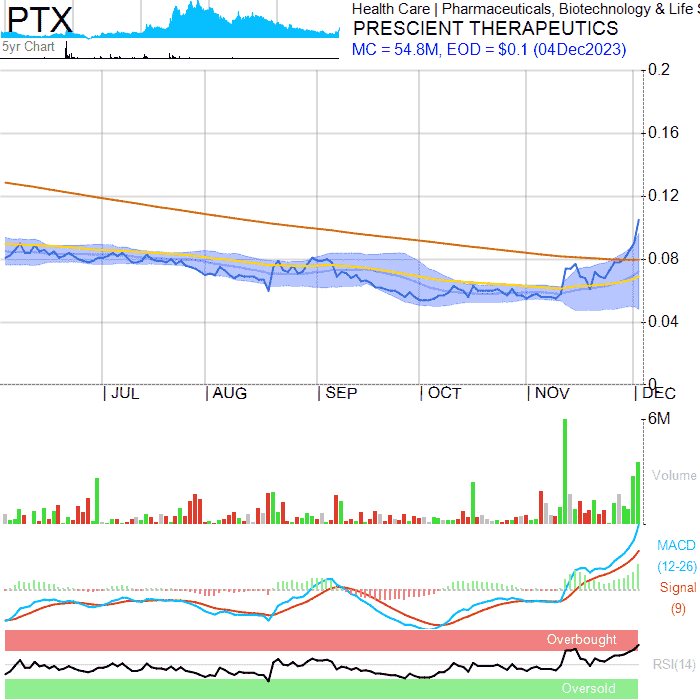 PTX
5yr Chart
Health Care | Pharmaceuticals, Biotechnology & Life S
PRESCIENT THERAPEUTICS
MC = 54.8M, EOD = $0.1 (04Dec2023)
0.2
0.16
0.12
0.08
0.04
0
JUL AUG SEP OCT NOV DEC
6M
Volume
MACD
(12-26)
Signal
(9)
Overbought
RSI(14)
Oversold